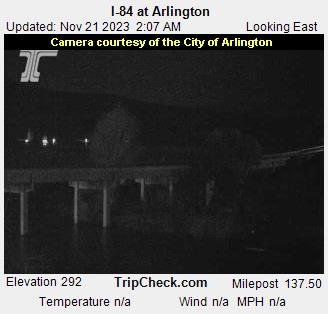 I-84 at Arlington
Updated: Nov 21 2023 2:07 AM Looking East
Camera courtesy of the City of Arlington
Elevation 292 TripCheck.com Milepost 137.50
Temperature n/a Wind n/a MPH n/a